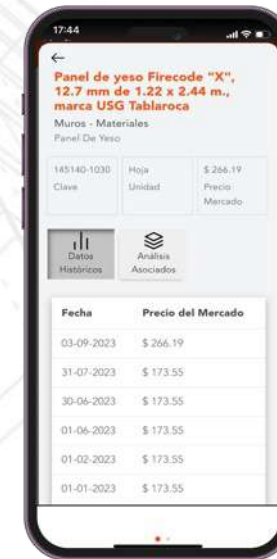 17:44
Panel de yeso Firecode "X",
12.7 mm de 1.22 x 2.44 m.,
marca USG Tablaroca
Muros - Materiales
Panel De Yeso
145140-1030 Hoja $ 266.19
Clave Unidad Precio
Mercado
Datos Análisis
Históricos Asociados
Fecha Precio del Mercado
03-09-2023 $ 266.19
31-07-2023 $ 173.55
30-06-2023 $ 173.55
01-06-2023 $ 173.55
01-02-2023 $ 173.55
01-01-2023 $ 173.55